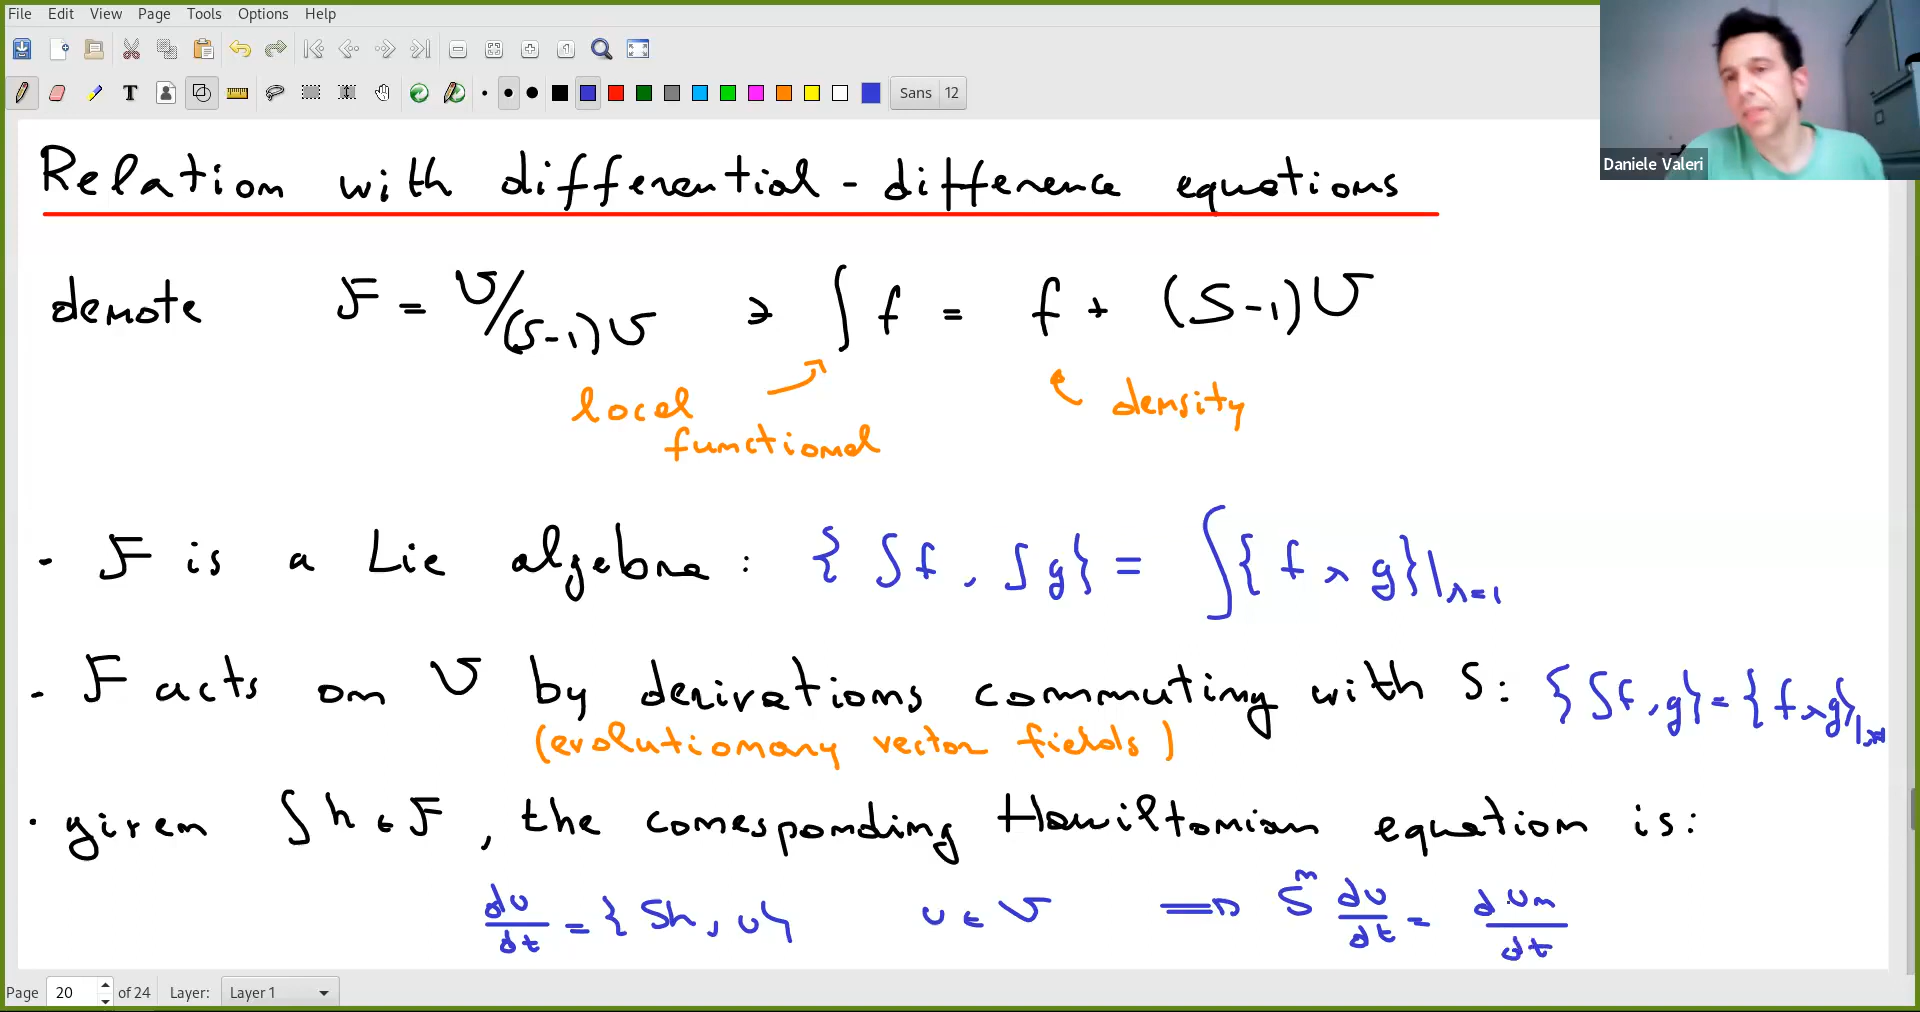 File Edit View Page Tools Options Help
Sans 12
Daniele Valeri
Relation with differential-difference equations
denote F = V/(S-1)V ∋ ∫f = f + (S-1)V
local functional
density
- F is a Lie algebra: {∫f, ∫g} = ∫{f λ g}|λ=1
- F acts on V by derivations commuting with S: {∫f, g} = {f λ g}|λ=1
(evolutionary vector fields)
· given ∫h ∈ F, the corresponding Hamiltonian equation is:
du/dt = {∫h, u} u ∈ V ⟹ Sⁿ du/dt = dun/dt
Page 20 of 24 Layer: Layer 1